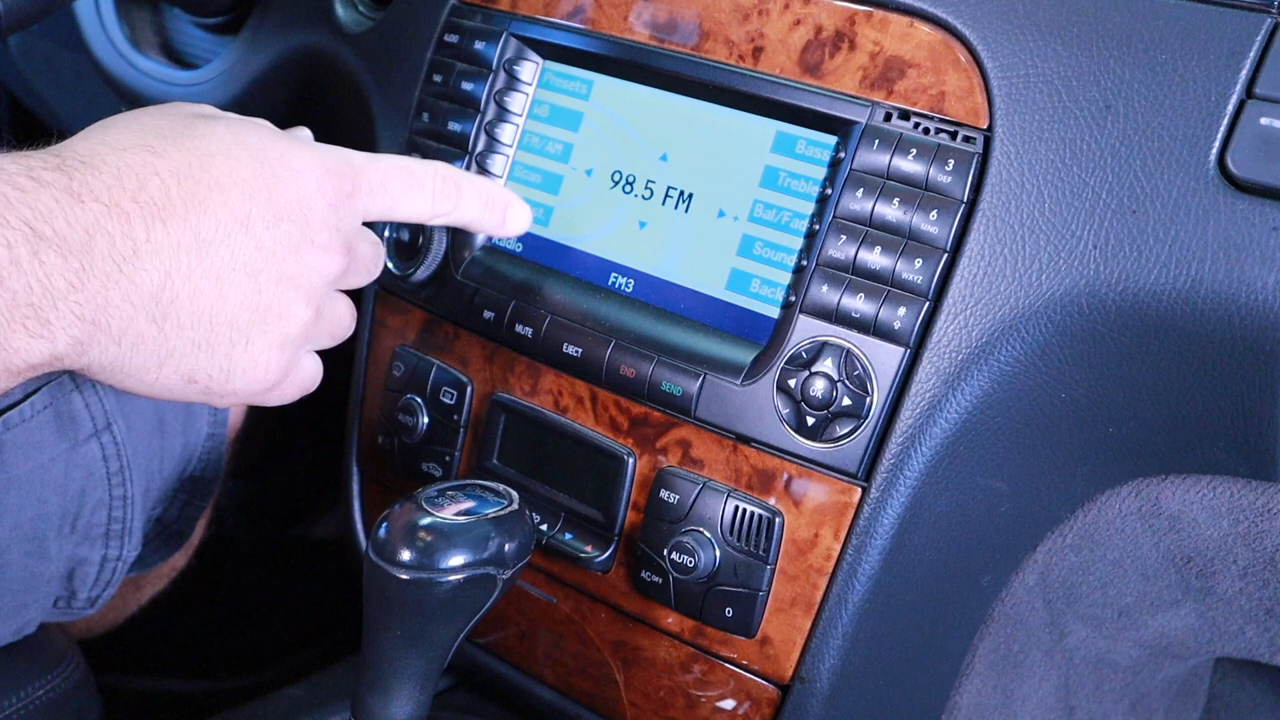 AUDIO SAT
NAV MAP
TEL SERV
Presets
WB
FM/AM
Scan
Radio
98.5 FM
FM3
Bass
Treble
Bal/Fad
Sound
Back
1 2 3
DEF
4 5 6
JKL MNO
7 8 9
PQRS TUV WXYZ
* 0 #
OK
RPT MUTE EJECT END SEND
AUTO
REST
AUTO
AC OFF
0